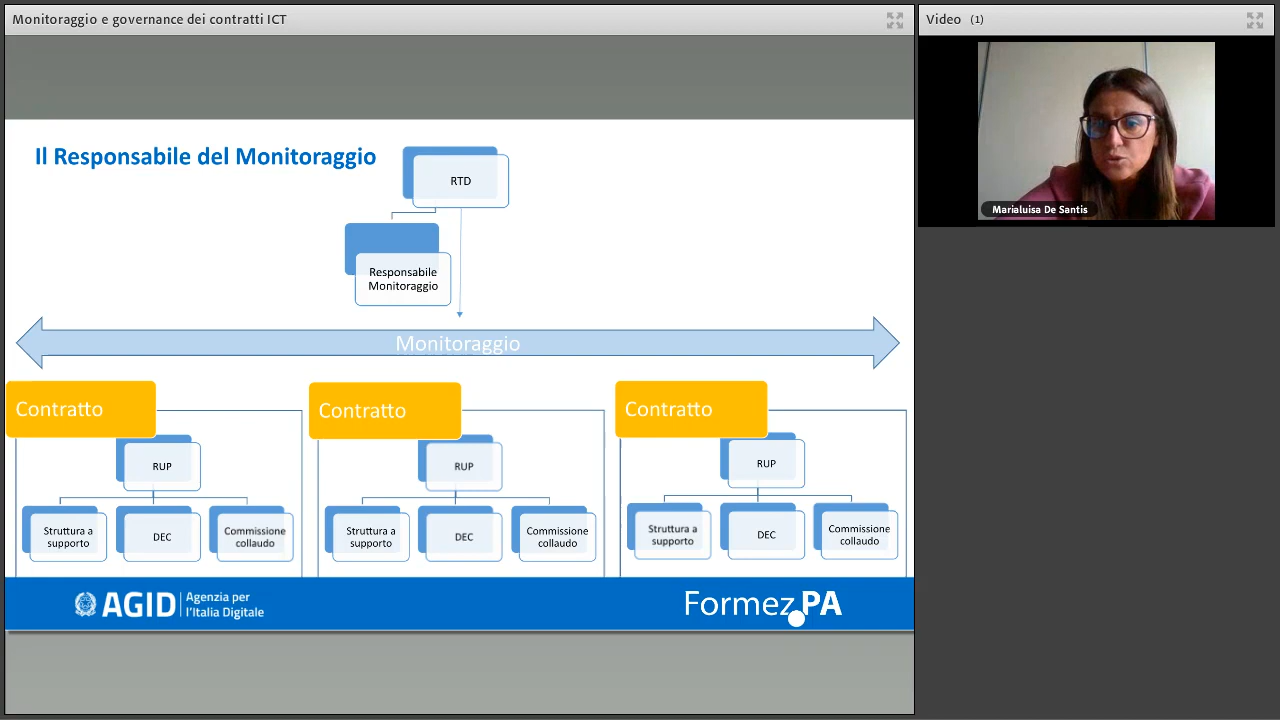 Monitoraggio e governance dei contratti ICT
Video (1)
Marialuisa De Santis
Il Responsabile del Monitoraggio
RTD
Responsabile
Monitoraggio
Monitoraggio
Contratto
RUP
Struttura a
supporto
DEC
Commissione
collaudo
Contratto
RUP
Struttura a
supporto
DEC
Commissione
collaudo
Contratto
RUP
Struttura a
supporto
DEC
Commissione
collaudo
AGID
Agenzia per
l'Italia Digitale
Formez PA